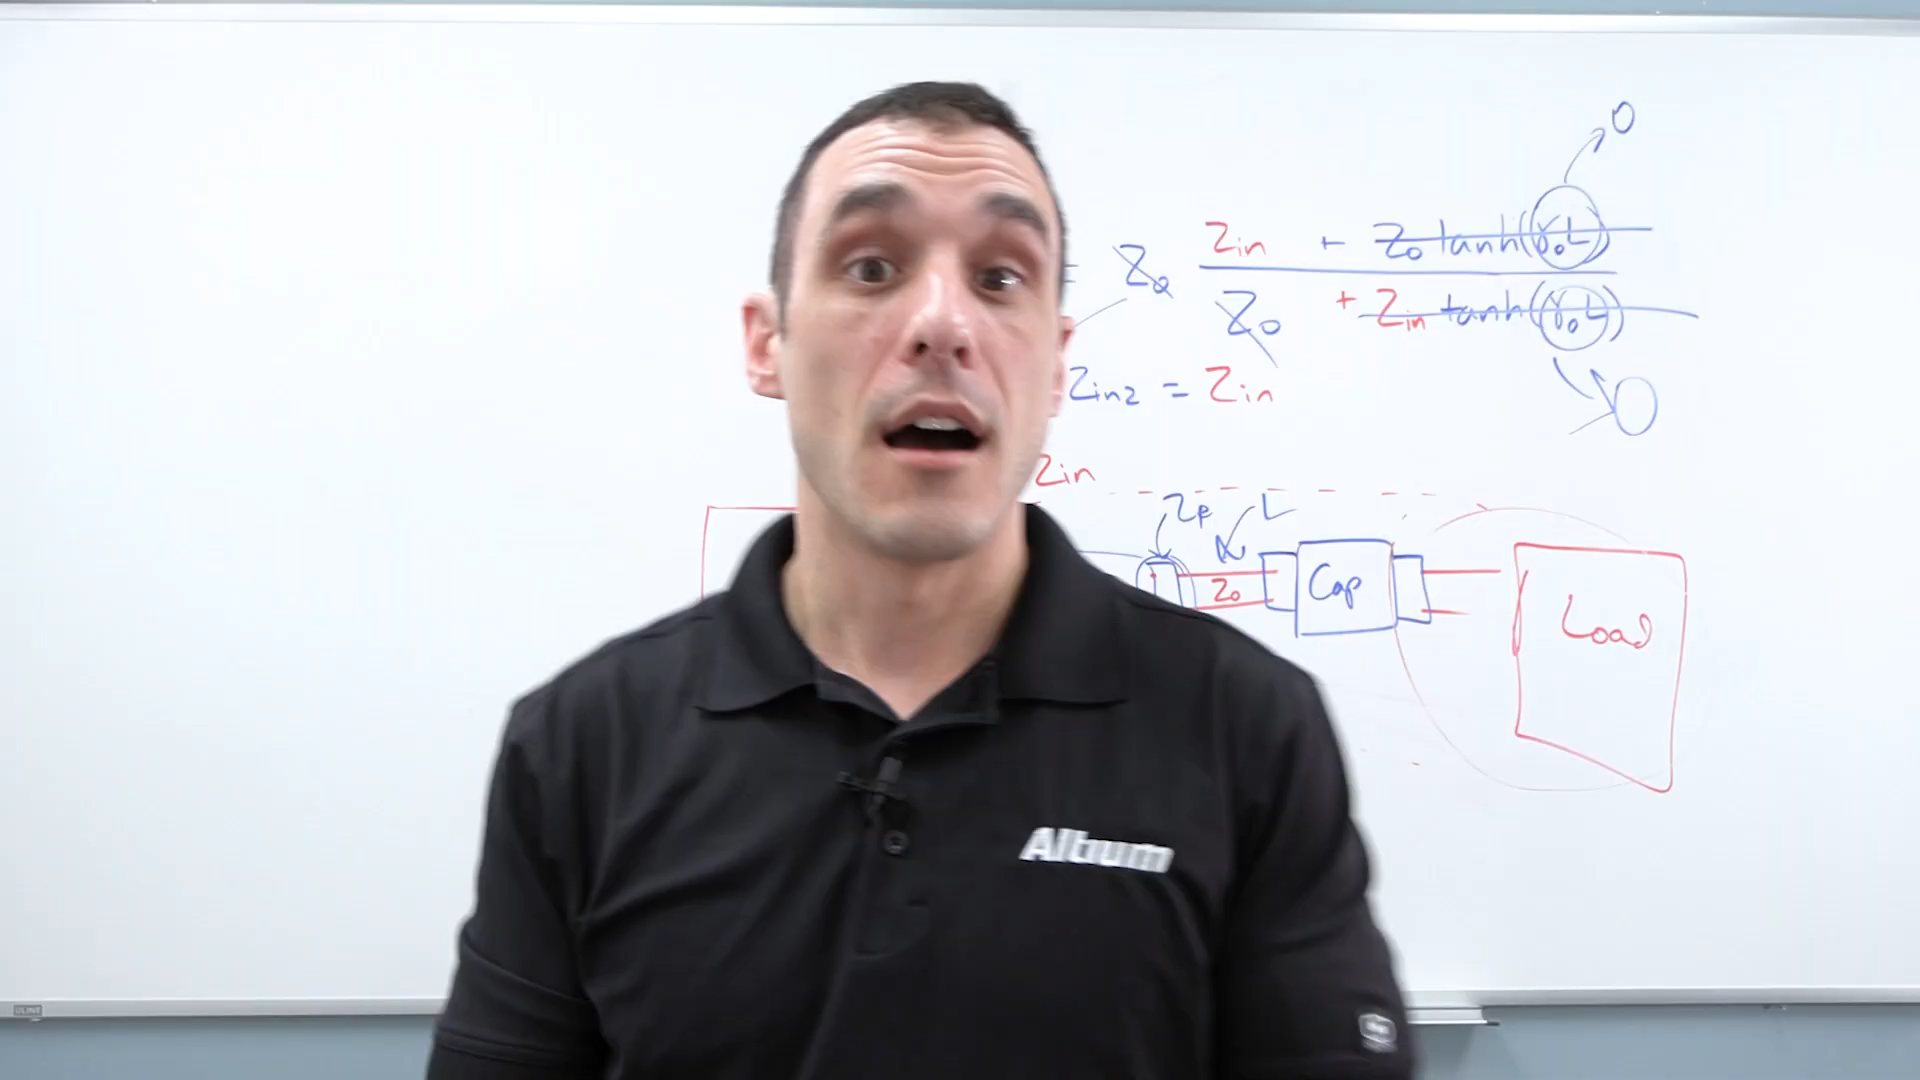 0
Zin + Z0 tanh(γ0L)
= Z0
Z0 + Zin tanh(γ0L)
Zin2 = Zin
0
Zin
ZP L
Z0 Cap Load
Altium
ULINE